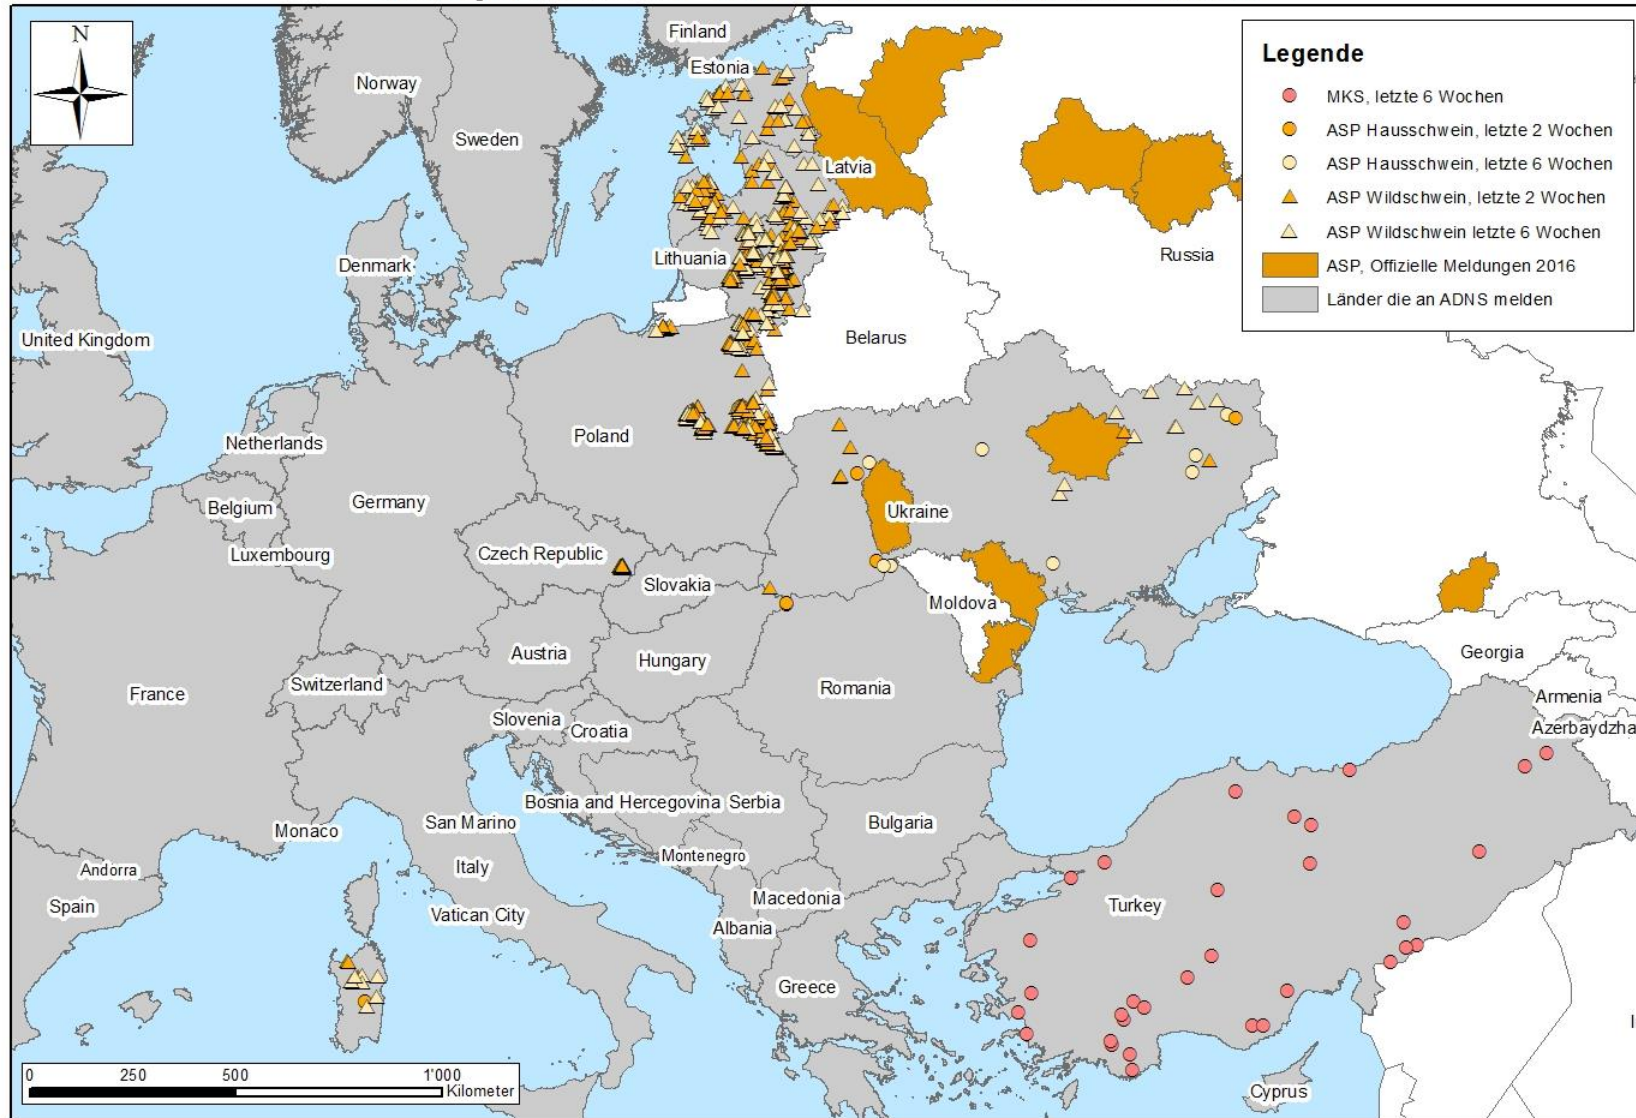 N
Legende
MKS, letzte 6 Wochen
ASP Hausschwein, letzte 2 Wochen
ASP Hausschwein, letzte 6 Wochen
ASP Wildschwein, letzte 2 Wochen
ASP Wildschwein letzte 6 Wochen
ASP, Offizielle Meldungen 2016
Länder die an ADNS melden
Finland
Estonia
Norway
Sweden
Latvia
Russia
Lithuania
Denmark
United Kingdom
Belarus
Netherlands
Poland
Germany
Belgium
Ukraine
Luxembourg
Czech Republic
Slovakia
Moldova
Austria
Hungary
Georgia
Switzerland
Romania
France
Armenia
Slovenia
Croatia
Azerbaydzha
Bosnia and Hercegovina
Serbia
Monaco
San Marino
Bulgaria
Montenegro
Italy
Andorra
Macedonia
Spain
Vatican City
Turkey
Albania
Greece
Cyprus
0 250 500 1'000
Kilometer